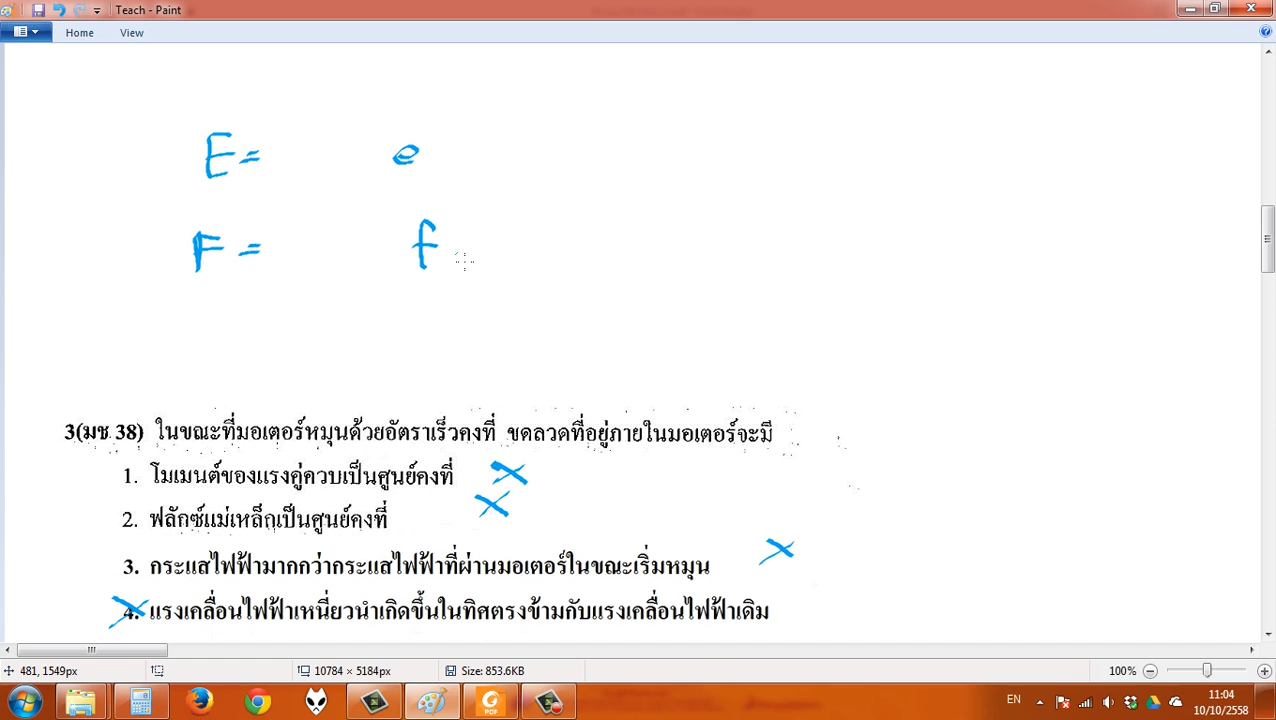 Teach - Paint
Home View
E= e
F = f
3(มช 38) ในขณะที่มอเตอร์หมุนด้วยอัตราเร็วคงที่ ขดลวดที่อยู่ภายในมอเตอร์จะมี
1. โมเมนต์ของแรงคู่ควบเป็นศูนย์คงที่
2. ฟลักซ์แม่เหล็กเป็นศูนย์คงที่
3. กระแสไฟฟ้ามากกว่ากระแสไฟฟ้าที่ผ่านมอเตอร์ในขณะเริ่มหมุน
4. แรงเคลื่อนไฟฟ้าเหนี่ยวนำเกิดขึ้นในทิศตรงข้ามกับแรงเคลื่อนไฟฟ้าเดิม
481, 1549px 10784 × 5184px Size: 853.6KB 100%
PDF EN 11:04
10/10/2558